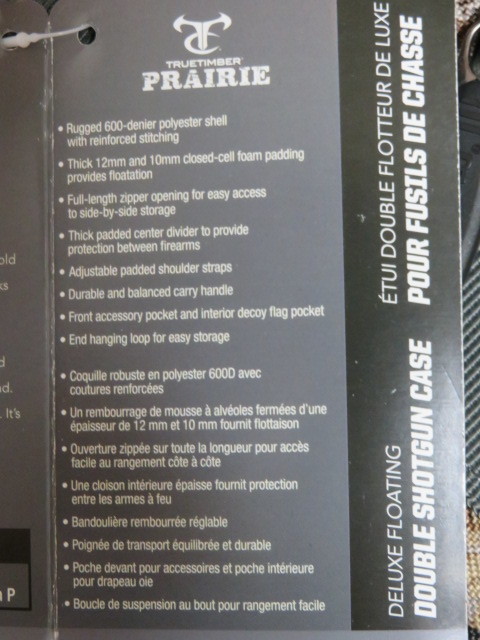 TRUETIMBER®
PRAIRIE
• Rugged 600-denier polyester shell
with reinforced stitching
• Thick 12mm and 10mm closed-cell foam padding
provides floatation
• Full-length zipper opening for easy access
to side-by-side storage
• Thick padded center divider to provide
protection between firearms
• Adjustable padded shoulder straps
• Durable and balanced carry handle
• Front accessory pocket and interior decoy flag pocket
• End hanging loop for easy storage
• Coquille robuste en polyester 600D avec
coutures renforcées
• Un rembourrage de mousse à alvéoles fermées d'une
épaisseur de 12 mm et 10 mm fournit flottaison
• Ouverture zippée sur toute la longueur pour accès
facile au rangement côte à côte
• Une cloison intérieure épaisse fournit protection
entre les armes à feu
• Bandoulière rembourrée réglable
• Poignée de transport équilibrée et durable
• Poche devant pour accessoires et poche intérieure
pour drapeau oie
• Boucle de suspension au bout pour rangement facile
DELUXE FLOATING
DOUBLE SHOTGUN CASE
ÉTUI DOUBLE FLOTTEUR DE LUXE
POUR FUSILS DE CHASSE
It's
P